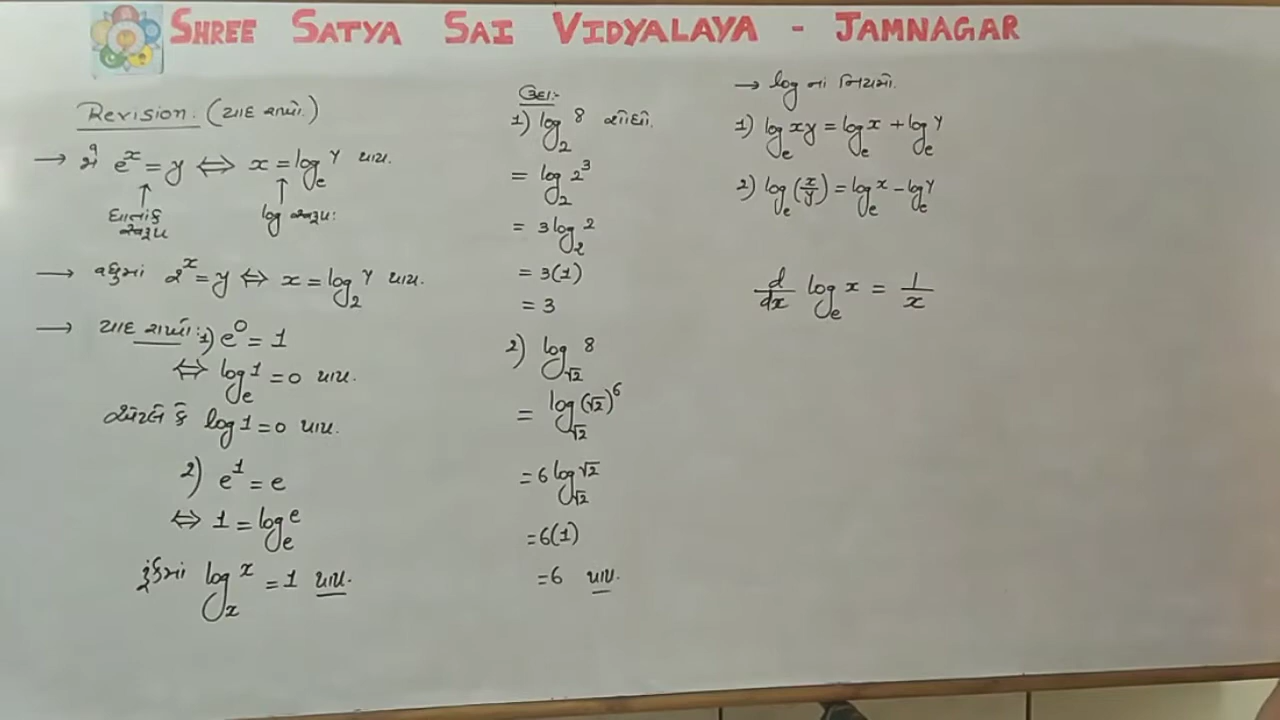 SHREE SATYA SAI VIDYALAYA - JAMNAGAR
Revision: (યાદ રાખો)
→ જો e^x = y ⇔ x = log_e y થાય.
↑ ↑
ઘાતાંક log સ્વરૂપ:
સ્વરૂપ
→ વધુમાં 2^x = y ⇔ x = log_2 y થાય.
→ યાદ રાખો: 1) e^0 = 1
⇔ log_e 1 = 0 થાય.
એટલે કે log 1 = 0 થાય.
2) e^1 = e
⇔ 1 = log_e e
ટૂંકમાં log_x x = 1 થાય.
ઉદા:-
1) log_2 8 શોધો.
= log_2 2^3
= 3 log_2 2
= 3(1)
= 3
2) log_√2 8
= log_√2 (√2)^6
= 6 log_√2 √2
= 6(1)
= 6 થાય.
→ log નાં નિયમો.
1) log_e xy = log_e x + log_e y
2) log_e (x/y) = log_e x - log_e y
d/dx log_e x = 1/x